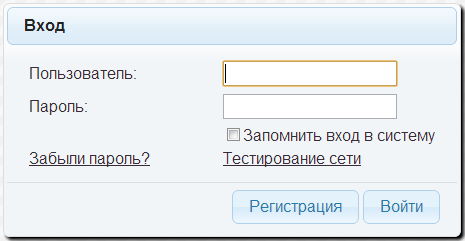 Вход
Пользователь:
Пароль:
Запомнить вход в систему
Забыли пароль? Тестирование сети
Регистрация Войти